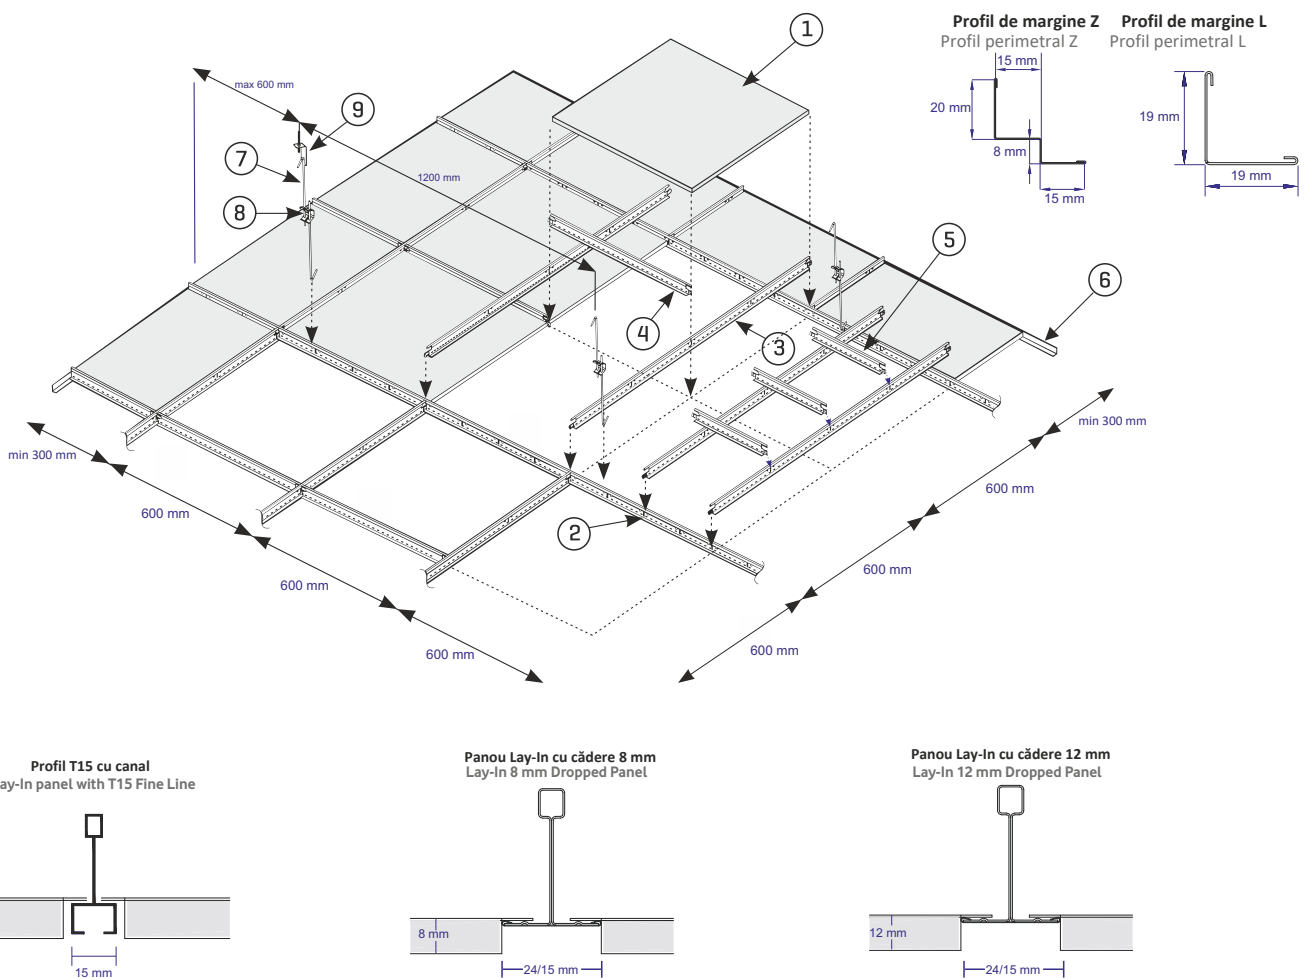 Profil de margine Z
Profil perimetral Z
15 mm
20 mm
8 mm
15 mm
Profil de margine L
Profil perimetral L
19 mm
19 mm
1
max 600 mm
9
7
8
1200 mm
5
4
3
6
2
min 300 mm
600 mm
600 mm
600 mm
min 300 mm
600 mm
600 mm
600 mm
Profil T15 cu canal
ay-In panel with T15 Fine Line
15 mm
Panou Lay-In cu cădere 8 mm
Lay-In 8 mm Dropped Panel
8 mm
24/15 mm
Panou Lay-In cu cădere 12 mm
Lay-In 12 mm Dropped Panel
12 mm
24/15 mm